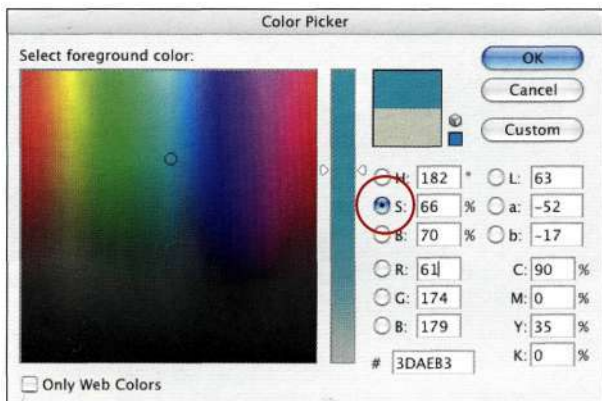 Color Picker
Select foreground color:
OK
Cancel
Custom
H: 182 °
L: 63
S: 66 %
a: -52
B: 70 %
b: -17
R: 61
C: 90 %
G: 174
M: 0 %
B: 179
Y: 35 %
# 3DAEB3
K: 0 %
Only Web Colors